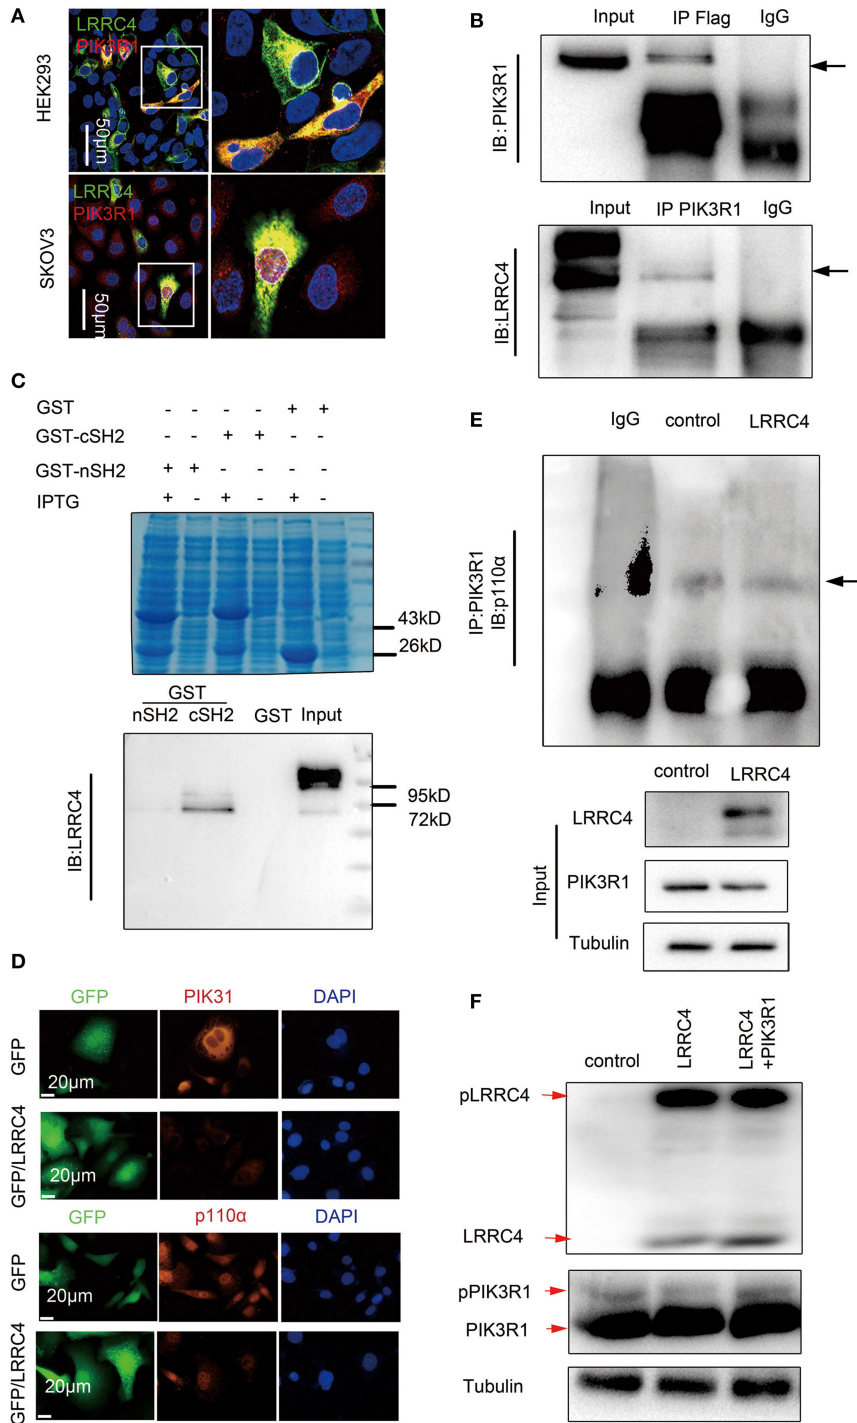 A
LRRC4
PIK3R1
HEK293
50µm
LRRC4
PIK3R1
SKOV3
50µm
B
Input IP Flag IgG
IB: PIK3R1
Input IP PIK3R1 IgG
IB:LRRC4
C
GST - - - - + +
GST-cSH2 - - + + - -
GST-nSH2 + + - - - -
IPTG + - + - + -
43kD
26kD
GST
nSH2 cSH2 GST Input
IB:LRRC4
95kD
72kD
D
GFP PIK31 DAPI
GFP
20µm
GFP/LRRC4
20µm
GFP p110α DAPI
GFP
20µm
GFP/LRRC4
20µm
E
IgG control LRRC4
IP:PIK3R1
IB:p110α
control LRRC4
Input
LRRC4
PIK3R1
Tubulin
F
control LRRC4 LRRC4
+PIK3R1
pLRRC4
LRRC4
pPIK3R1
PIK3R1
Tubulin